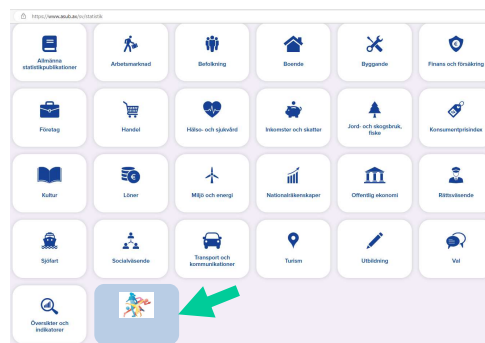 https://www.asub.ax/sv/statistik
Allmänna
statistikpublikationer
Arbetsmarknad
Befolkning
Boende
Byggande
Finans och försäkring
Företag
Handel
Hälso- och sjukvård
Inkomster och skatter
Jord- och skogsbruk,
fiske
Konsumentprisindex
Kultur
Löner
Miljö och energi
Nationalräkenskaper
Offentlig ekonomi
Rättsväsende
Sjöfart
Socialväsende
Transport och
kommunikationer
Turism
Utbildning
Val
Översikter och
indikatorer